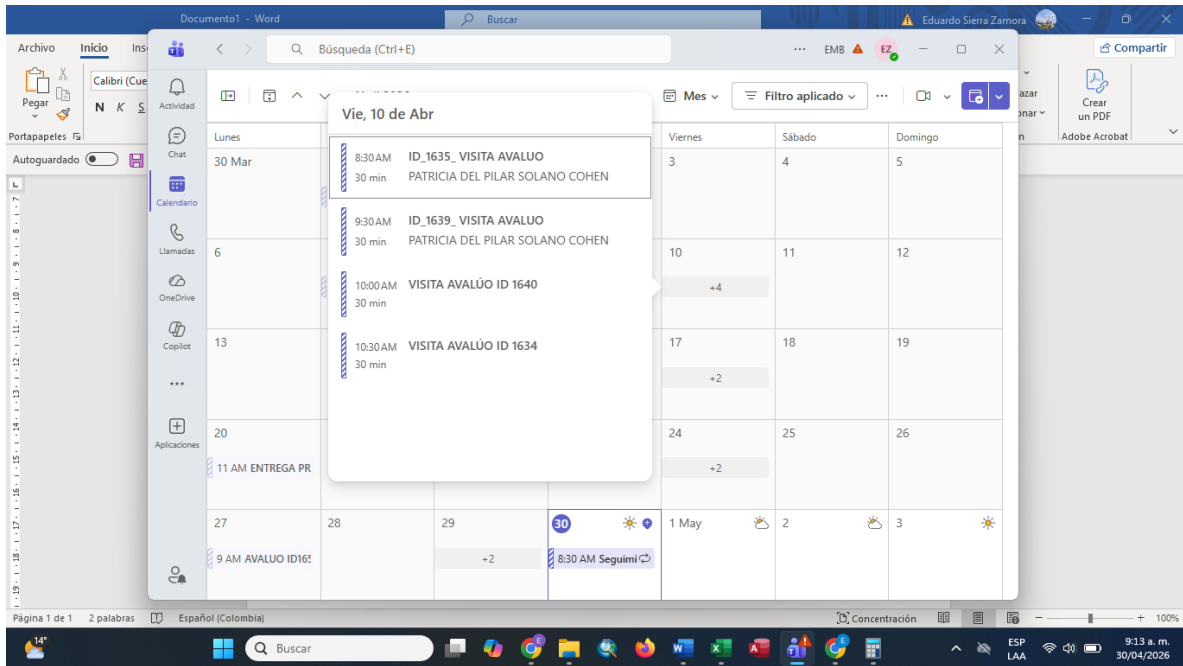 Documento1 - Word
Buscar
Eduardo Sierra Zamora
Archivo
Inicio
Ins
Compartir
Pegar
Calibri (Cue
N K S
Portapapeles
azar
onar
n
Crear
un PDF
Adobe Acrobat
Autoguardado
Búsqueda (Ctrl+E)
EMB
EZ
Actividad
Chat
Calendario
Llamadas
OneDrive
Copilot
Aplicaciones
Mes
Filtro aplicado
Lunes
Viernes
Sábado
Domingo
30 Mar
3
4
5
6
10
11
12
+4
13
17
18
19
+2
20
24
25
26
11 AM ENTREGA PR
+2
27
28
29
30
1 May
2
3
9 AM AVALUO ID165
+2
8:30 AM Seguimi
Vie, 10 de Abr
8:30 AM ID_1635_ VISITA AVALUO
30 min PATRICIA DEL PILAR SOLANO COHEN
9:30 AM ID_1639_ VISITA AVALUO
30 min PATRICIA DEL PILAR SOLANO COHEN
10:00 AM VISITA AVALÚO ID 1640
30 min
10:30 AM VISITA AVALÚO ID 1634
30 min
Página 1 de 1
2 palabras
Español (Colombia)
Concentración
100%
14°
Buscar
ESP
LAA
9:13 a. m.
30/04/2026